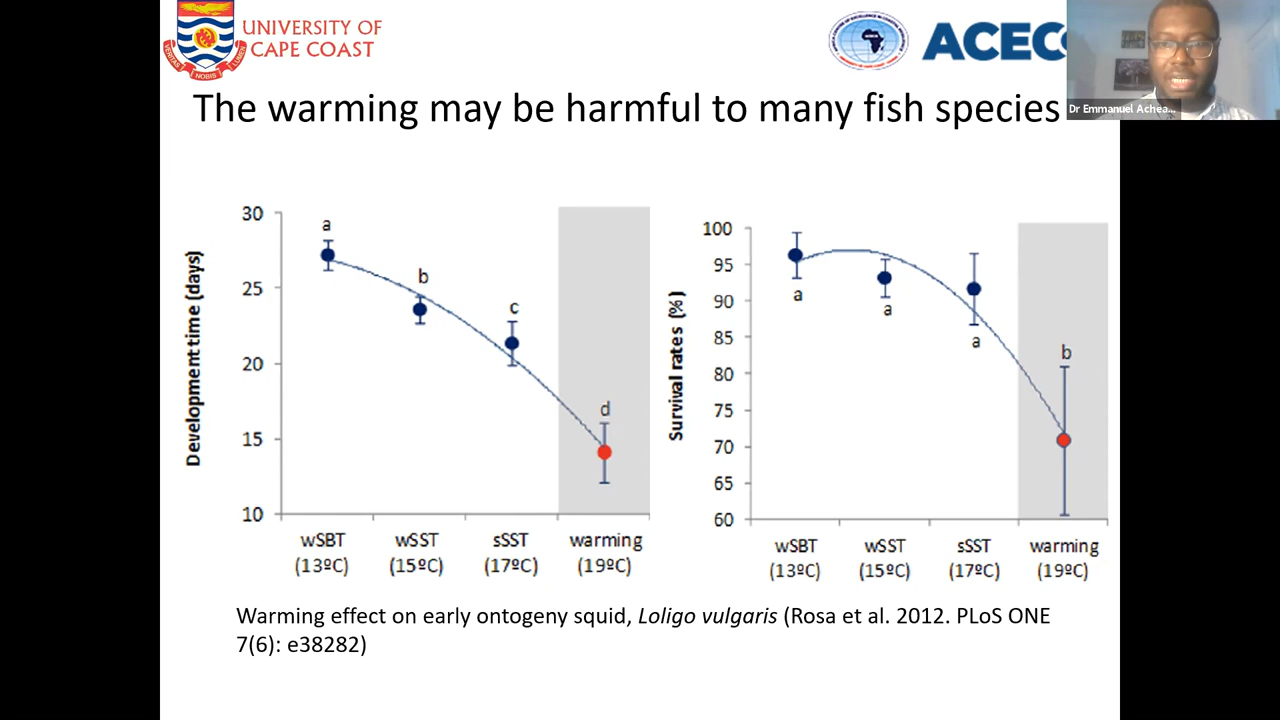 UNIVERSITY OF
CAPE COAST
VERITAS NOBIS LUMEN
ACEC
Dr Emmanuel Achea...
The warming may be harmful to many fish species
30
25
20
15
10
Development time (days)
a
b
c
d
wSBT
(13ºC)
wSST
(15ºC)
sSST
(17ºC)
warming
(19ºC)
100
95
90
85
80
75
70
65
60
Survival rates (%)
a
a
a
b
wSBT
(13ºC)
wSST
(15ºC)
sSST
(17ºC)
warming
(19ºC)
Warming effect on early ontogeny squid, Loligo vulgaris (Rosa et al. 2012. PLoS ONE
7(6): e38282)